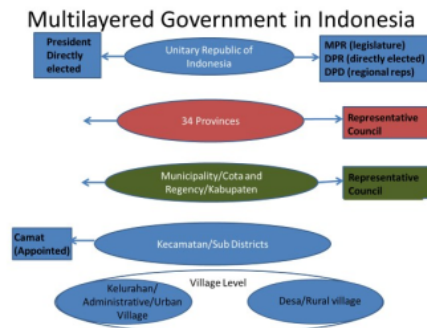 Multilayered Government in Indonesia
President
Directly
elected
Unitary Republic of
Indonesia
MPR (legislature)
DPR (directly elected)
DPD (regional reps)
34 Provinces
Representative
Council
Municipality/Cota and
Regency/Kabupaten
Representative
Council
Camat
(Appointed)
Kecamatan/Sub Districts
Village Level
Kelurahan/
Administrative/Urban
Village
Desa/Rural village